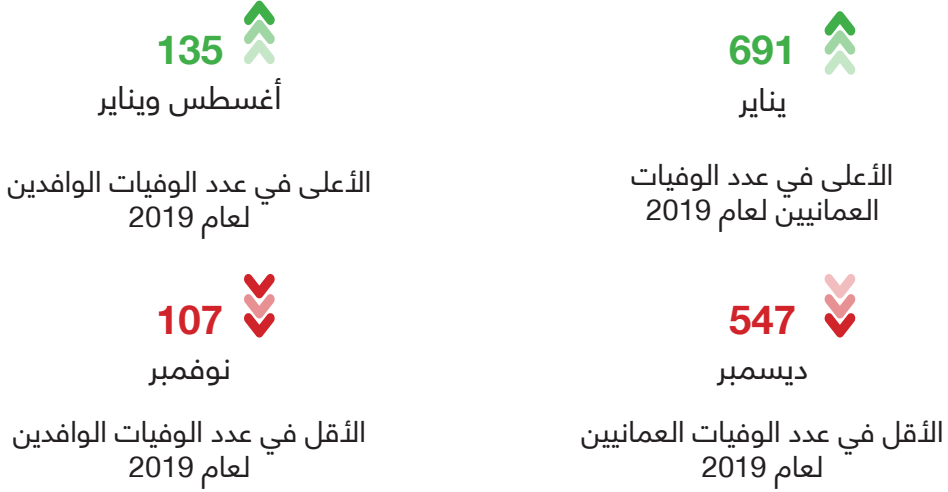 691
يناير
الأعلى في عدد الوفيات
العمانيين لعام 2019
135
أغسطس ويناير
الأعلى في عدد الوفيات الوافدين
لعام 2019
547
ديسمبر
الأقل في عدد الوفيات العمانيين
لعام 2019
107
نوفمبر
الأقل في عدد الوفيات الوافدين
لعام 2019